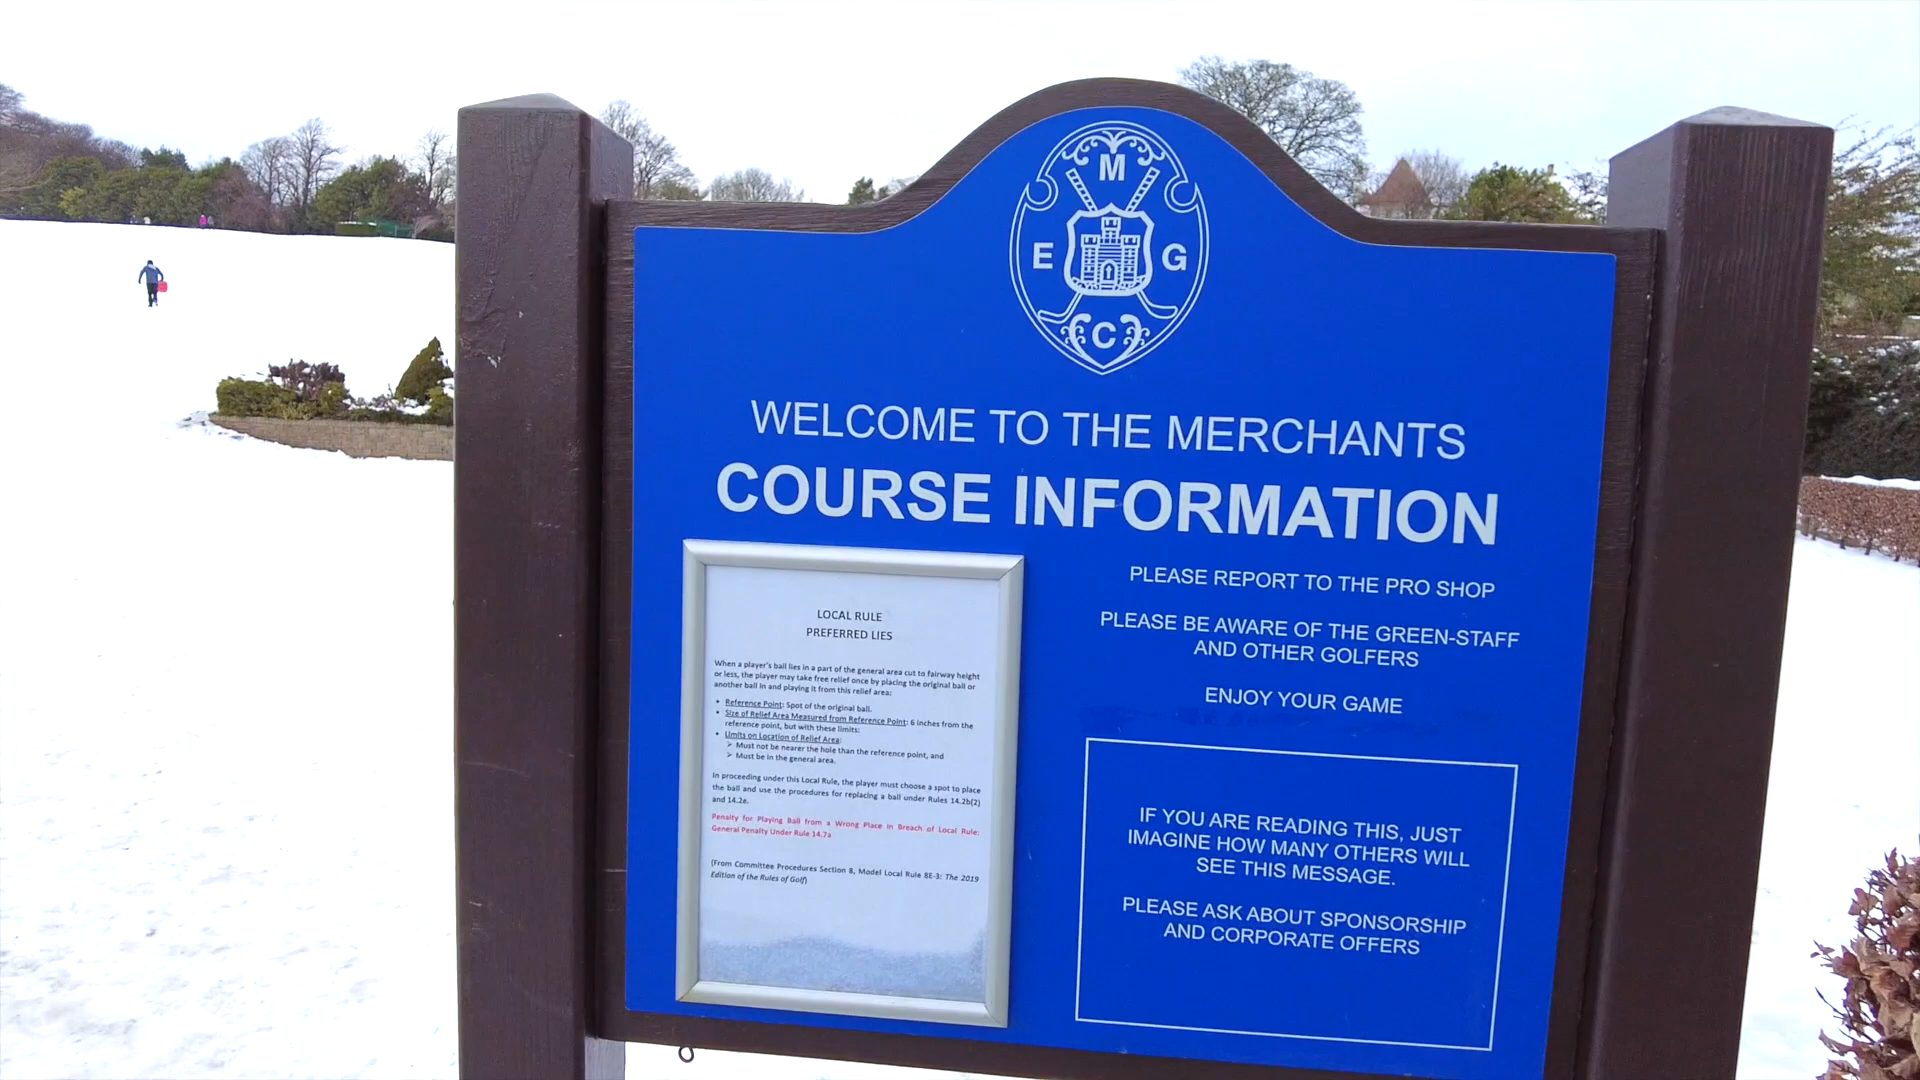 M
E G
C
WELCOME TO THE MERCHANTS
COURSE INFORMATION
LOCAL RULE
PREFERRED LIES
When a player's ball lies in a part of the general area cut to fairway height
or less, the player may take free relief once by placing the original ball or
another ball in and playing it from this relief area:
• Reference Point: Spot of the original ball.
• Size of Relief Area Measured from Reference Point: 6 inches from the
reference point, but with these limits:
• Limits on Location of Relief Area:
➢ Must not be nearer the hole than the reference point, and
➢ Must be in the general area.
In proceeding under this Local Rule, the player must choose a spot to place
the ball and use the procedures for replacing a ball under Rules 14.2b(2)
and 14.2e.
Penalty for Playing Ball from a Wrong Place in Breach of Local Rule:
General Penalty Under Rule 14.7a
(From Committee Procedures Section 8, Model Local Rule 8E-3: The 2019
Edition of the Rules of Golf)
PLEASE REPORT TO THE PRO SHOP
PLEASE BE AWARE OF THE GREEN-STAFF
AND OTHER GOLFERS
ENJOY YOUR GAME
IF YOU ARE READING THIS, JUST
IMAGINE HOW MANY OTHERS WILL
SEE THIS MESSAGE.
PLEASE ASK ABOUT SPONSORSHIP
AND CORPORATE OFFERS